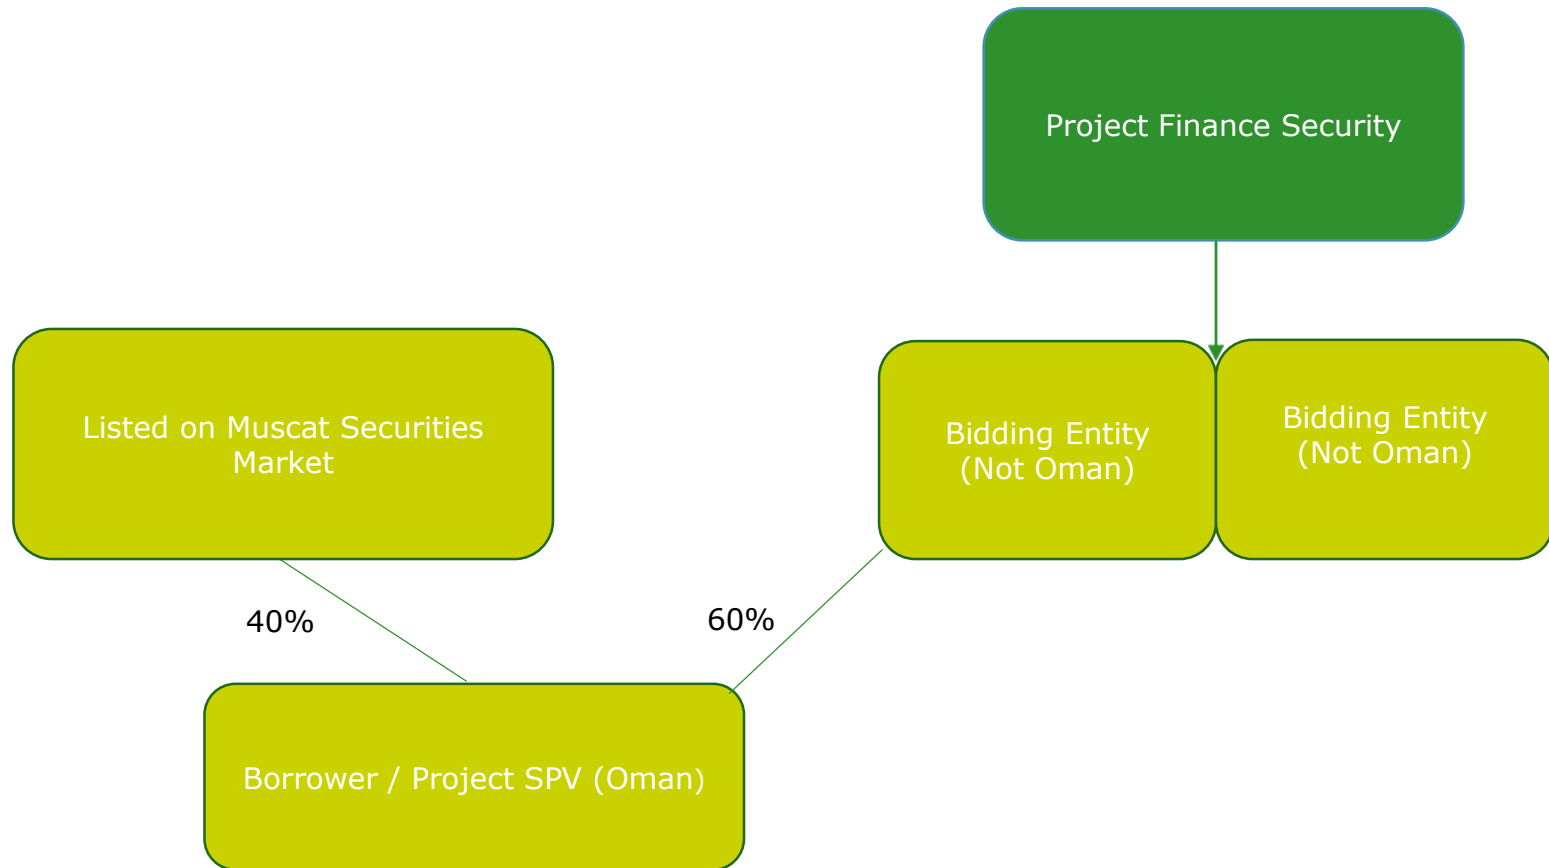 Project Finance Security
Listed on Muscat Securities
Market
Bidding Entity
(Not Oman)
Bidding Entity
(Not Oman)
40%
60%
Borrower / Project SPV (Oman)